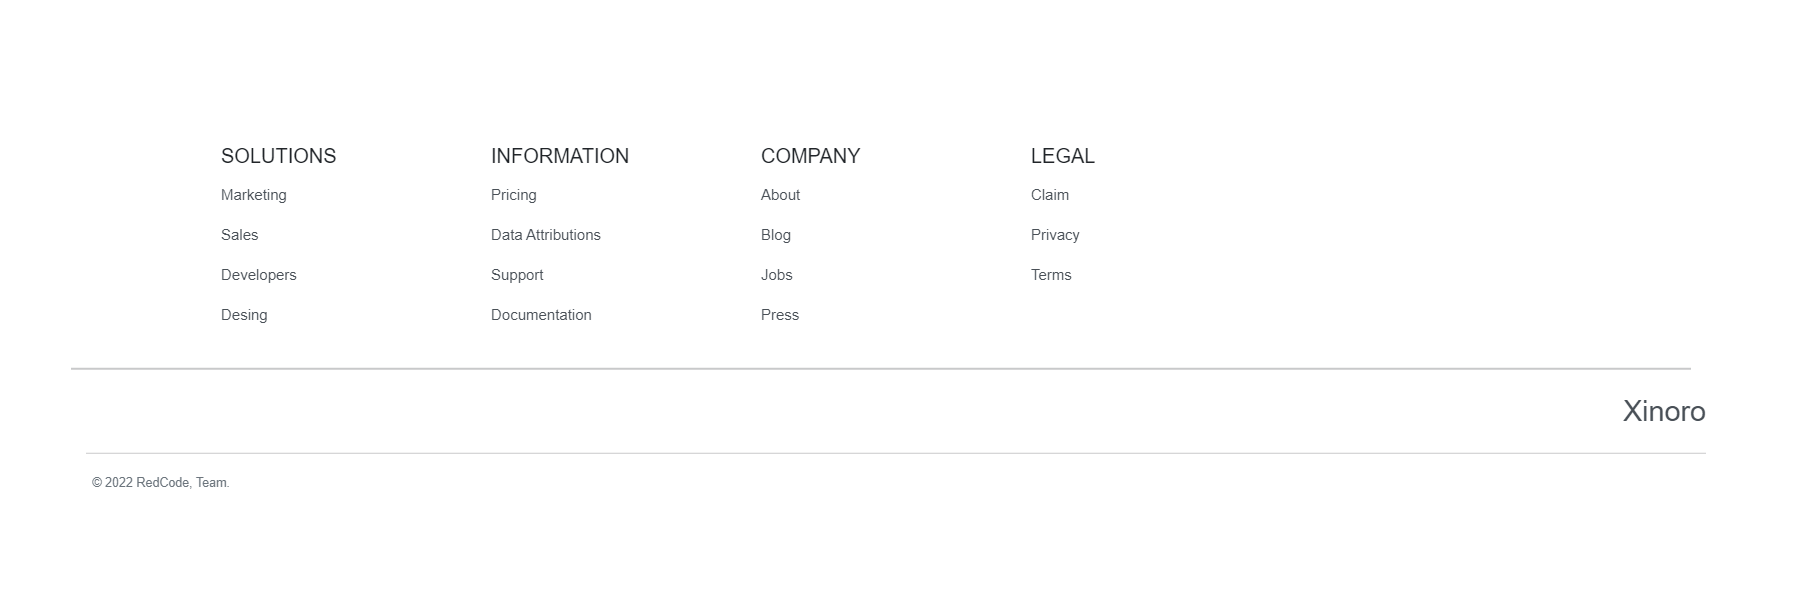 SOLUTIONS
Marketing
Sales
Developers
Desing
INFORMATION
Pricing
Data Attributions
Support
Documentation
COMPANY
About
Blog
Jobs
Press
LEGAL
Claim
Privacy
Terms
Xinoro
© 2022 RedCode, Team.